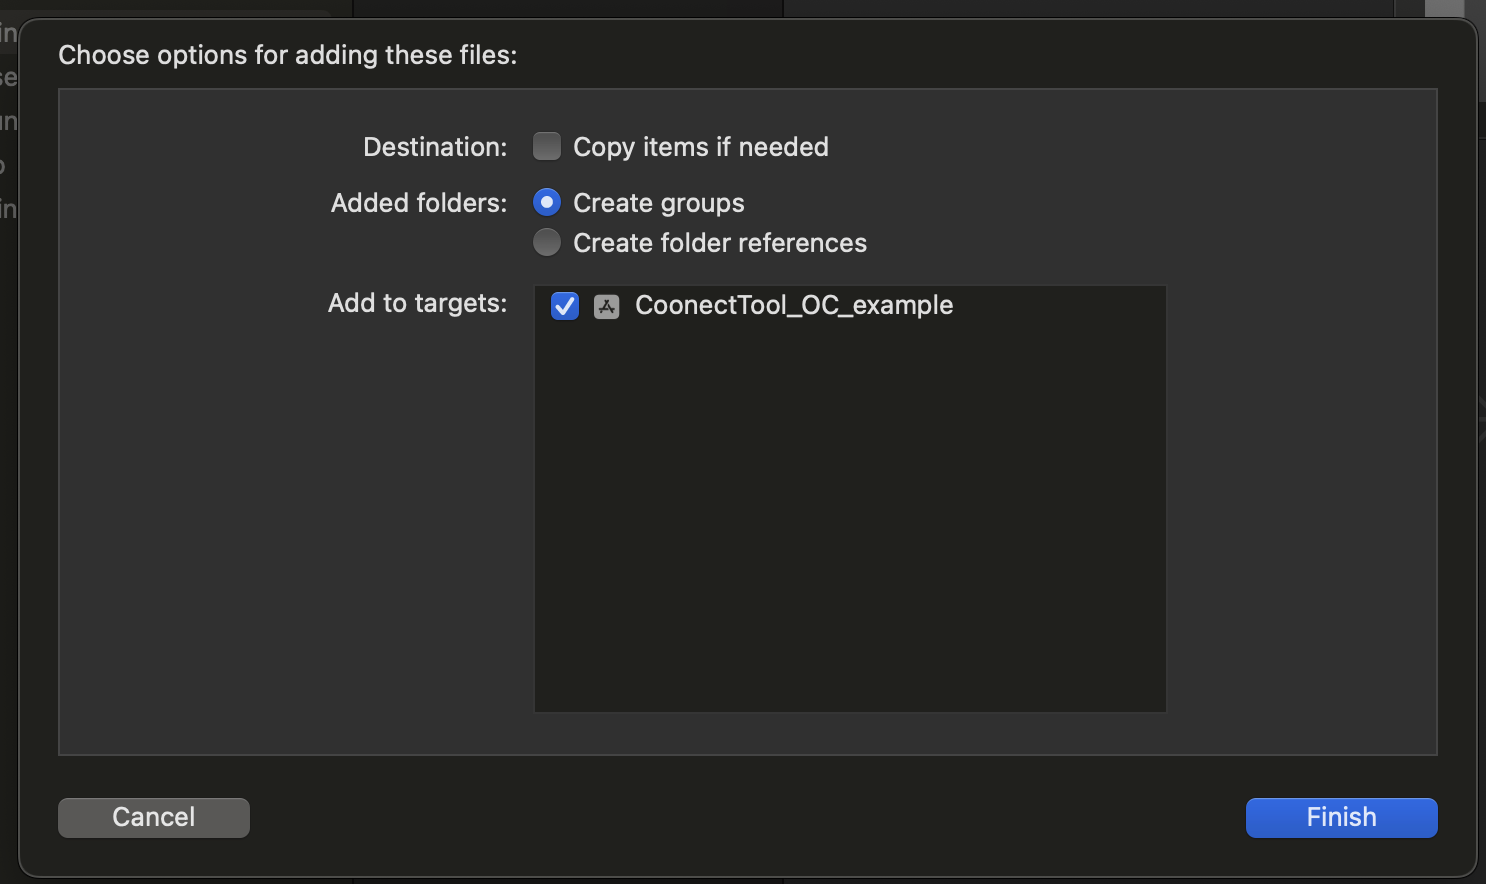 Choose options for adding these files:
Destination: Copy items if needed
Added folders: Create groups
Create folder references
Add to targets: CoonectTool_OC_example
Cancel Finish